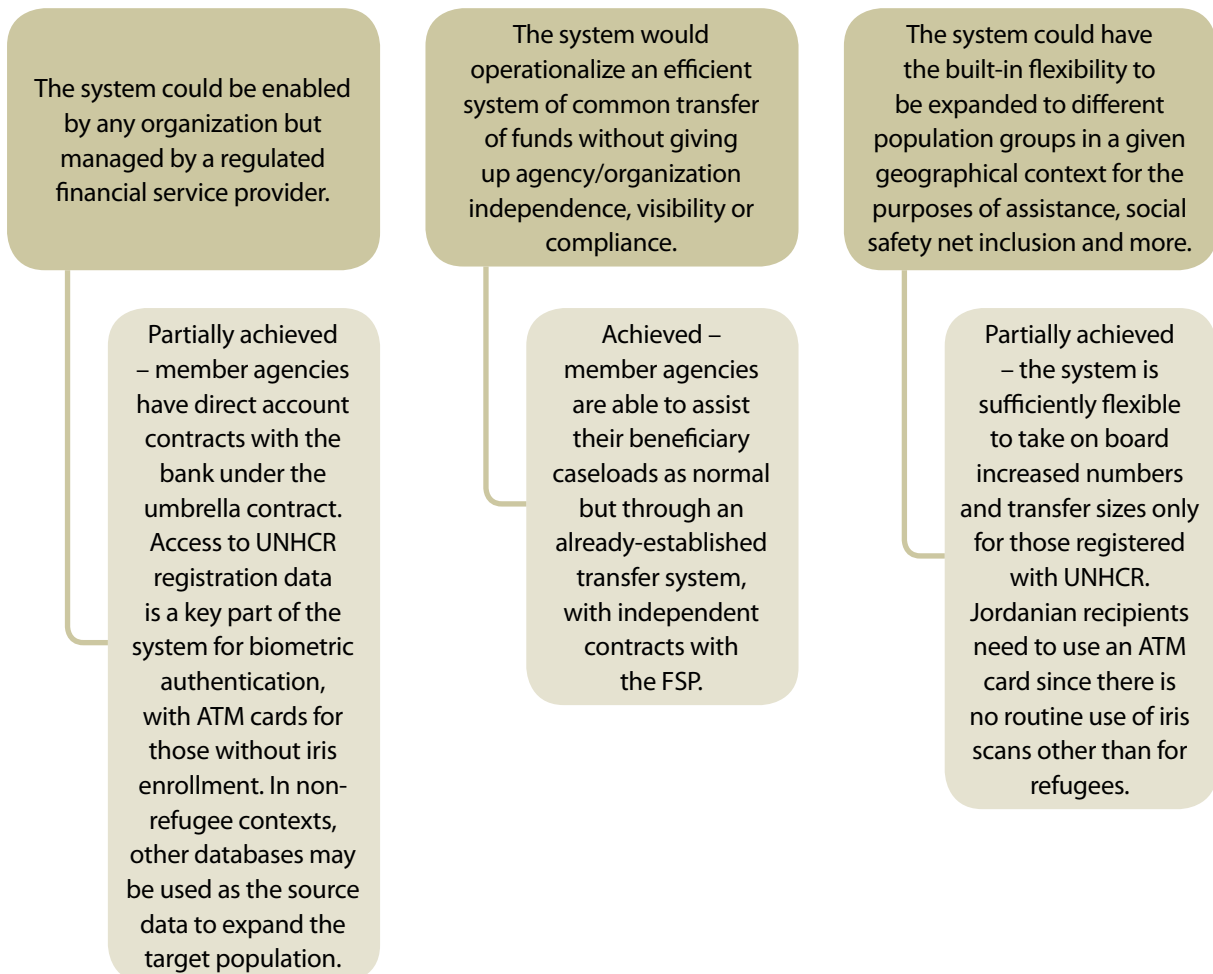 The system could be enabled
by any organization but
managed by a regulated
financial service provider.
Partially achieved
– member agencies
have direct account
contracts with the
bank under the
umbrella contract.
Access to UNHCR
registration data
is a key part of the
system for biometric
authentication,
with ATM cards for
those without iris
enrollment. In non-
refugee contexts,
other databases may
be used as the source
data to expand the
target population.
The system would
operationalize an efficient
system of common transfer
of funds without giving
up agency/organization
independence, visibility or
compliance.
Achieved –
member agencies
are able to assist
their beneficiary
caseloads as normal
but through an
already-established
transfer system,
with independent
contracts with
the FSP.
The system could have
the built-in flexibility to
be expanded to different
population groups in a given
geographical context for the
purposes of assistance, social
safety net inclusion and more.
Partially achieved
– the system is
sufficiently flexible
to take on board
increased numbers
and transfer sizes only
for those registered
with UNHCR.
Jordanian recipients
need to use an ATM
card since there is
no routine use of iris
scans other than for
refugees.